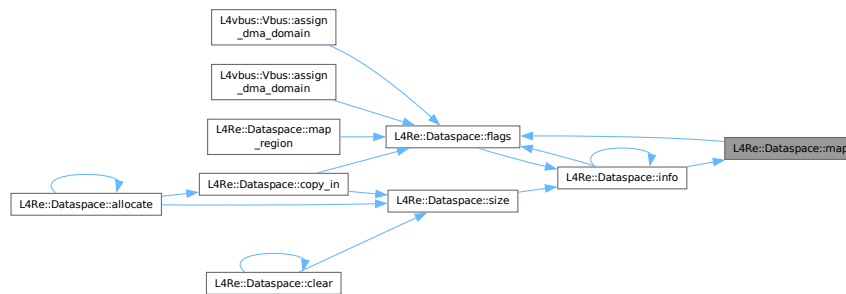 L4vbus::Vbus::assign
_dma_domain
L4vbus::Vbus::assign
_dma_domain
L4Re::Dataspace::map
_region
L4Re::Dataspace::flags
L4Re::Dataspace::map
L4Re::Dataspace::info
L4Re::Dataspace::copy_in
L4Re::Dataspace::allocate
L4Re::Dataspace::size
L4Re::Dataspace::clear